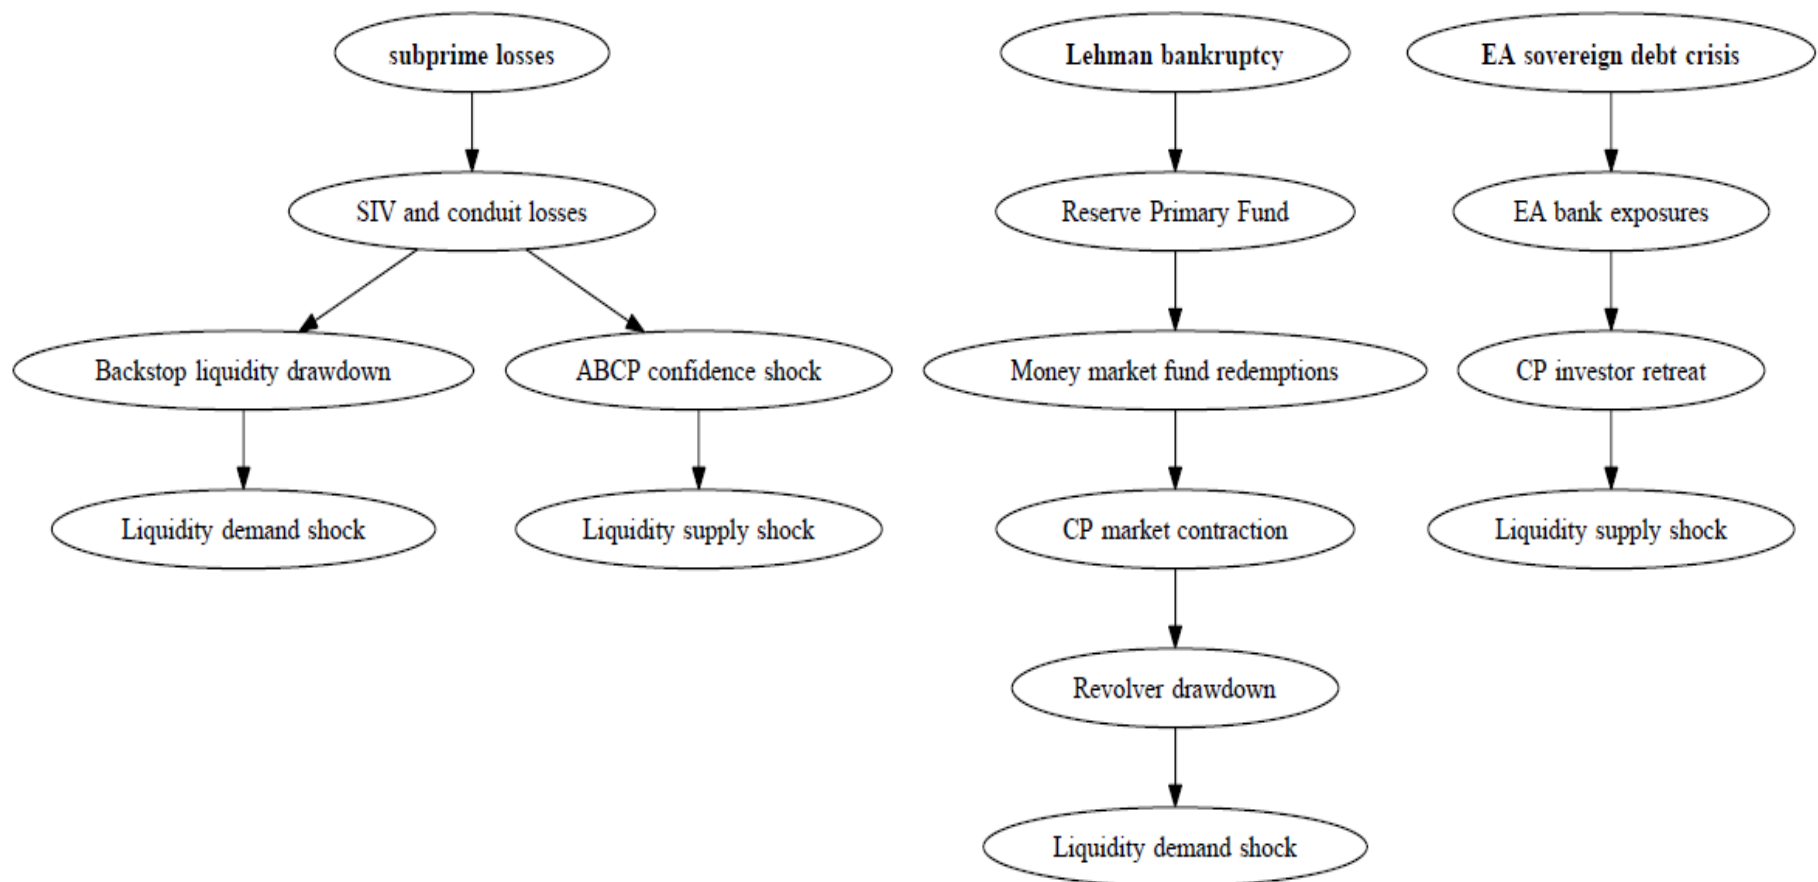 subprime losses
Lehman bankruptcy
EA sovereign debt crisis
SIV and conduit losses
Reserve Primary Fund
EA bank exposures
Backstop liquidity drawdown
ABCP confidence shock
Money market fund redemptions
CP investor retreat
Liquidity demand shock
Liquidity supply shock
CP market contraction
Liquidity supply shock
Revolver drawdown
Liquidity demand shock